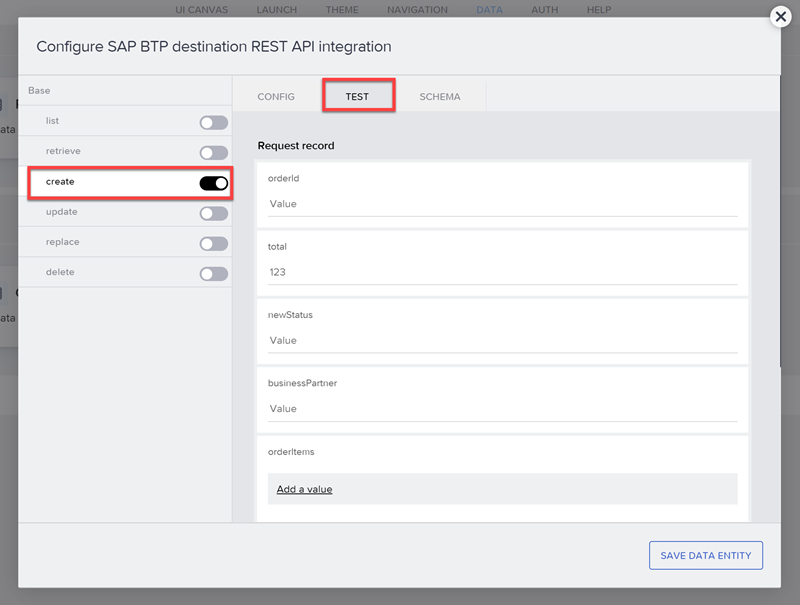 UI CANVAS LAUNCH THEME NAVIGATION DATA AUTH HELP
Configure SAP BTP destination REST API integration
Base
list
retrieve
create
update
replace
delete
CONFIG TEST SCHEMA
Request record
orderId
Value
total
123
newStatus
Value
businessPartner
Value
orderItems
Add a value
SAVE DATA ENTITY
ata
ata